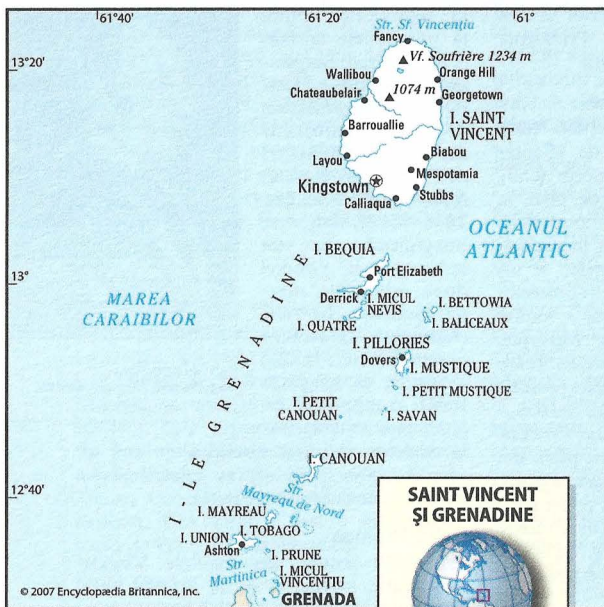 61°40'
61°20'
61°
Str. Sf. Vincențiu
Fancy
13°20'
Vf. Soufrière 1234 m
Wallibou
Orange Hill
Chateaubelair
1074 m
Georgetown
I. SAINT
VINCENT
Barrouallie
Layou
Biabou
Mespotamia
Kingstown
Stubbs
Calliaqua
OCEANUL
ATLANTIC
I. BEQUIA
13°
Port Elizabeth
MAREA
CARAIBILOR
Derrick
I. MICUL
NEVIS
I. BETTOWIA
I. QUATRE
I. BALICEAUX
I. PILLORIES
Dovers
I. MUSTIQUE
I. PETIT MUSTIQUE
I. PETIT
CANOUAN
I. SAVAN
I-LE GRENADINE
I. CANOUAN
12°40'
Str.
Mayreau de Nord
I. MAYREAU
I. TOBAGO
I. UNION
Ashton
I. PRUNE
Str.
Martinica
I. MICUL
VINCENȚIU
GRENADA
SAINT VINCENT
ȘI GRENADINE
© 2007 Encyclopædia Britannica, Inc.